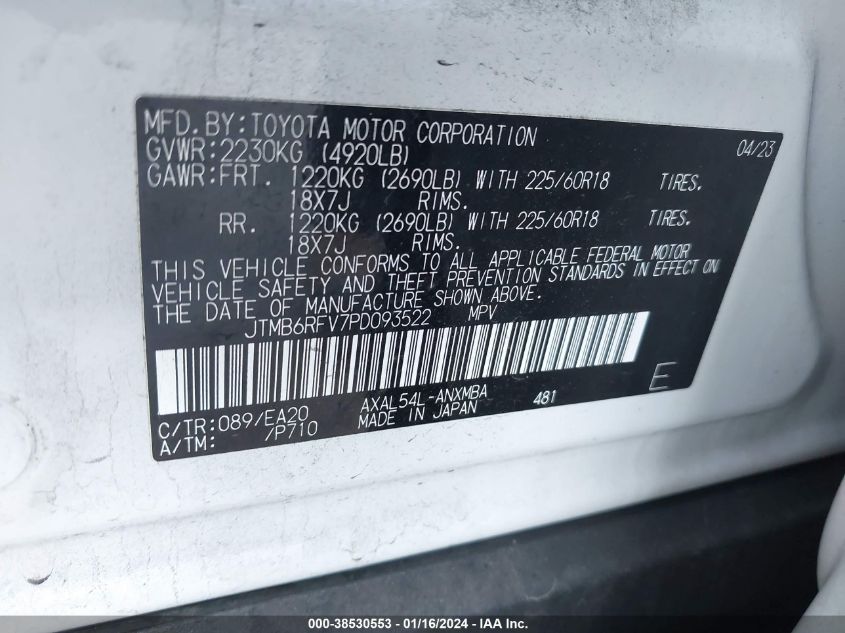 MFD.BY:TOYOTA MOTOR CORPORATION 04/23
GVWR:2230KG (4920LB)
GAWR:FRT. 1220KG (2690LB) WITH 225/60R18 TIRES.
18X7J RIMS.
RR. 1220KG (2690LB) WITH 225/60R18 TIRES.
18X7J RIMS.
THIS VEHICLE CONFORMS TO ALL APPLICABLE FEDERAL MOTOR
VEHICLE SAFETY AND THEFT PREVENTION STANDARDS IN EFFECT ON
THE DATE OF MANUFACTURE SHOWN ABOVE.
JTMB6RFV7PD093522 MPV
C/TR:089/EA20 AXAL54L-ANXMBA 481 E
A/TM: /P710 MADE IN JAPAN
000-38530553 - 01/16/2024 - IAA Inc.